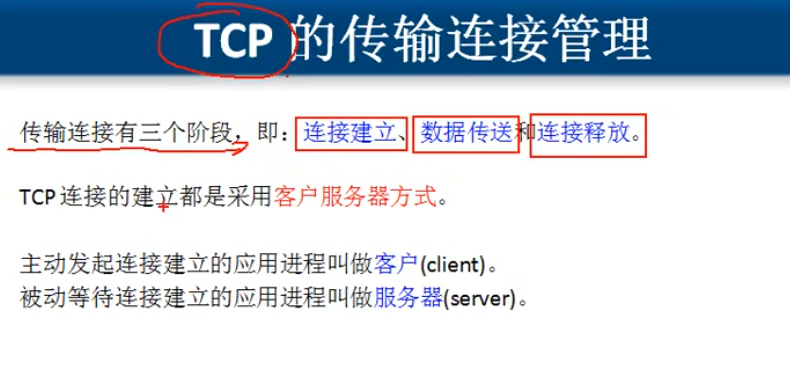 TCP 的传输连接管理
传输连接有三个阶段，即：连接建立、数据传送和连接释放。
TCP 连接的建立都是采用客户服务器方式。
主动发起连接建立的应用进程叫做客户(client)。
被动等待连接建立的应用进程叫做服务器(server)。